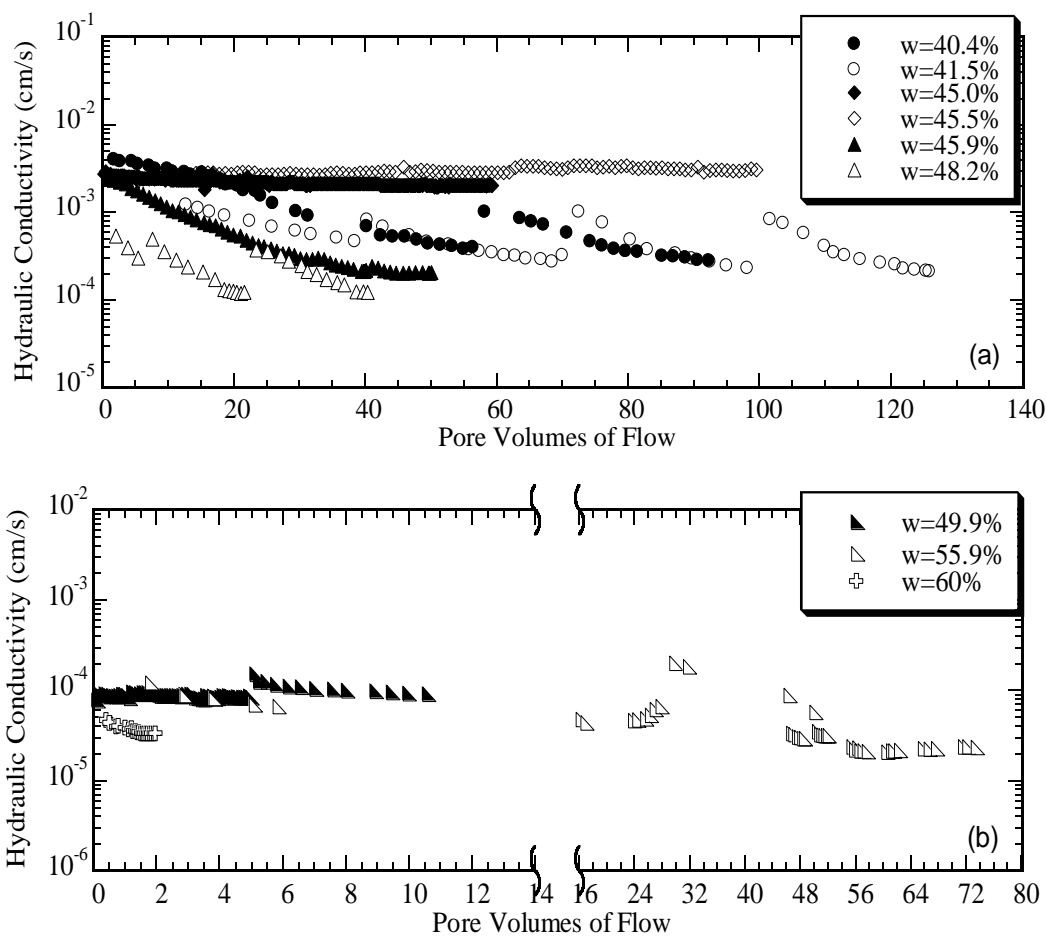 10^-1
10^-2
10^-3
10^-4
10^-5
Hydraulic Conductivity (cm/s)
w=40.4%
w=41.5%
w=45.0%
w=45.5%
w=45.9%
w=48.2%
(a)
0 20 40 60 80 100 120 140
Pore Volumes of Flow
10^-2
10^-3
10^-4
10^-5
10^-6
Hydraulic Conductivity (cm/s)
w=49.9%
w=55.9%
w=60%
(b)
0 2 4 6 8 10 12 14 16 24 32 40 48 56 64 72 80
Pore Volumes of Flow